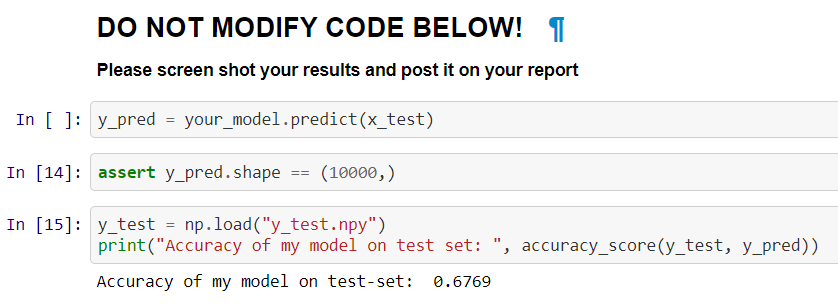 DO NOT MODIFY CODE BELOW! ¶
Please screen shot your results and post it on your report
In [ ]: y_pred = your_model.predict(x_test)
In [14]: assert y_pred.shape == (10000,)
In [15]: y_test = np.load("y_test.npy")
print("Accuracy of my model on test set: ", accuracy_score(y_test, y_pred))
Accuracy of my model on test-set:  0.6769